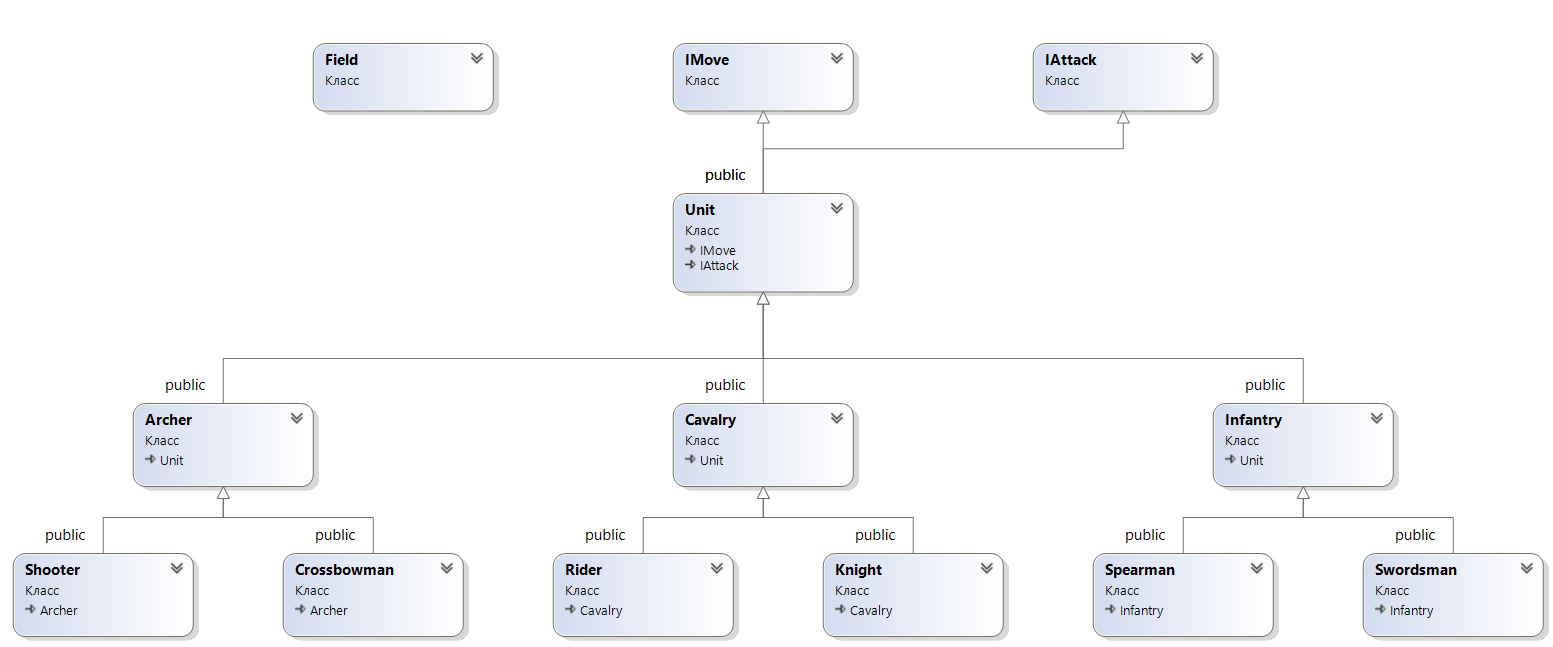 Field
Класс
IMove
Класс
IAttack
Класс
public
Unit
Класс
IMove
IAttack
public
public
public
Archer
Класс
Unit
Cavalry
Класс
Unit
Infantry
Класс
Unit
public
public
public
public
public
public
Shooter
Класс
Archer
Crossbowman
Класс
Archer
Rider
Класс
Cavalry
Knight
Класс
Cavalry
Spearman
Класс
Infantry
Swordsman
Класс
Infantry